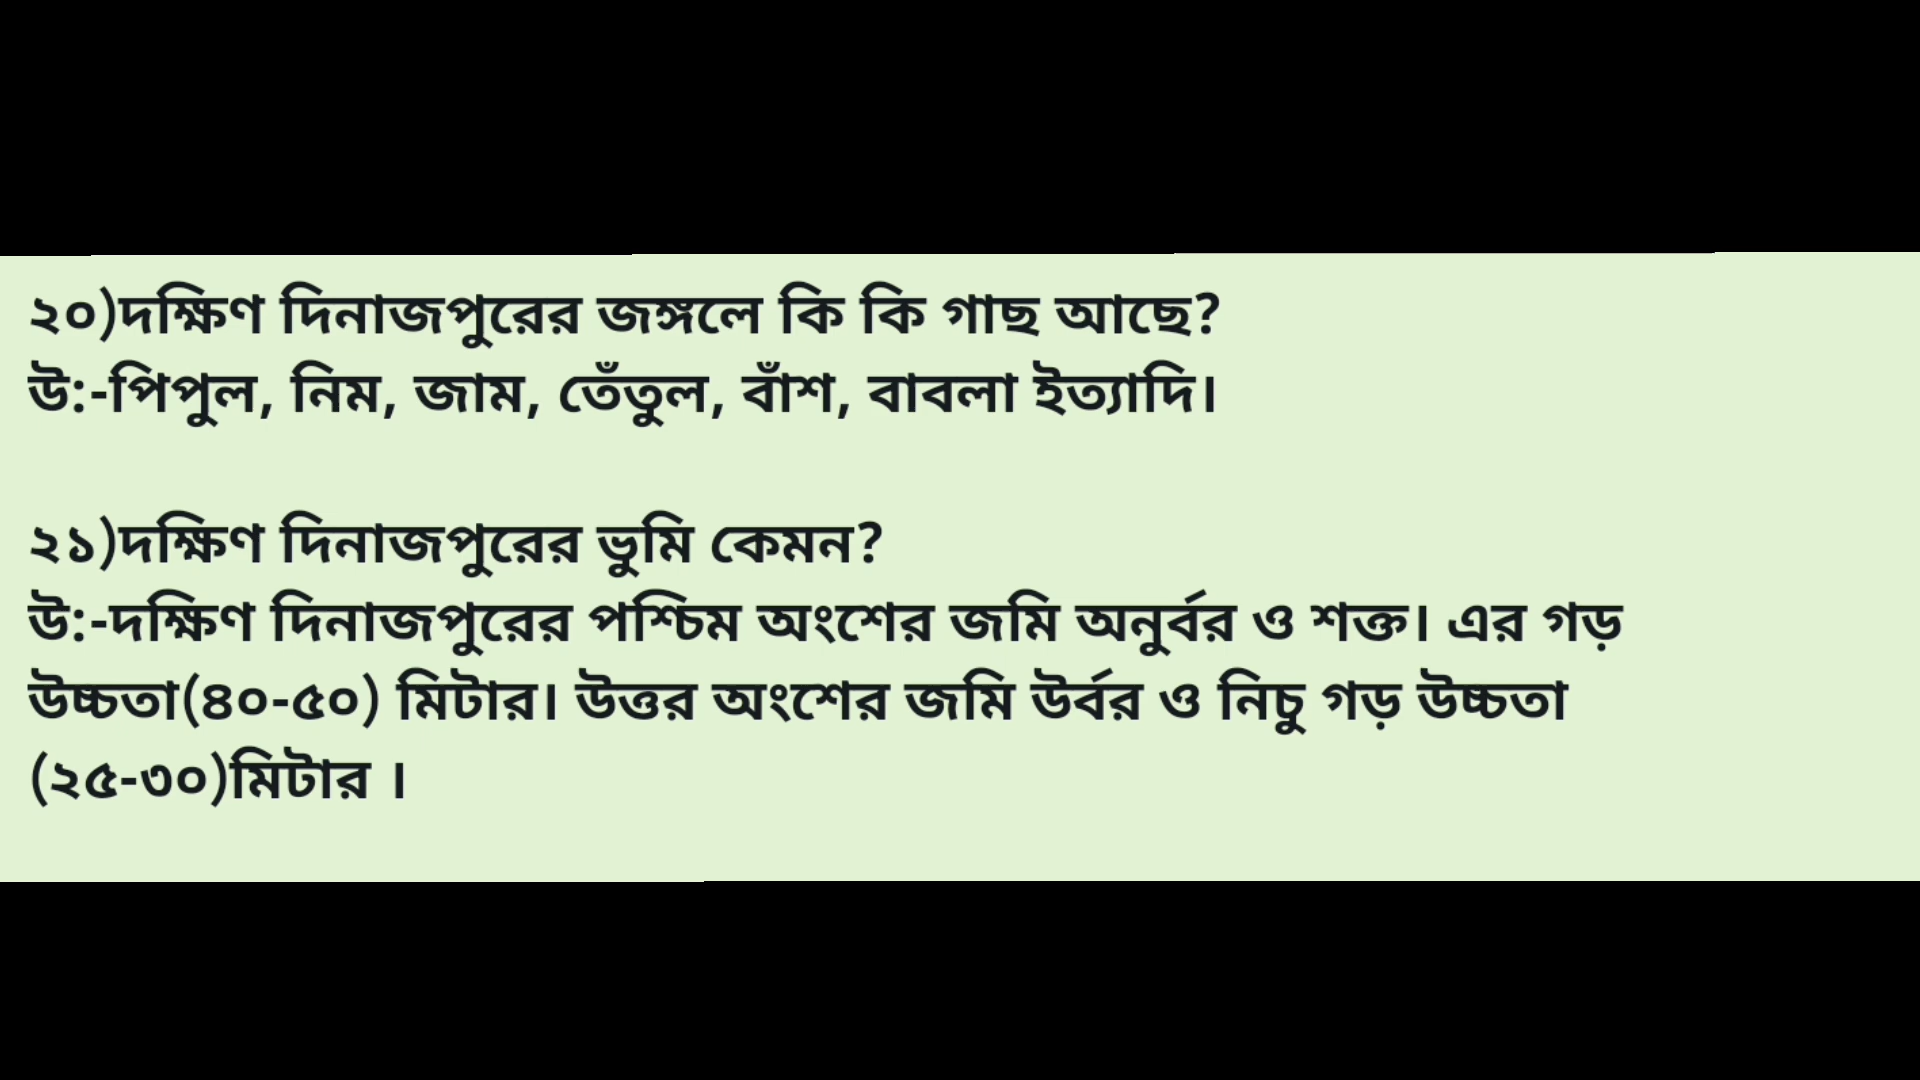 ২০)দক্ষিণ দিনাজপুরের জঙ্গলে কি কি গাছ আছে?
উ:-পিপুল, নিম, জাম, তেঁতুল, বাঁশ, বাবলা ইত্যাদি।
২১)দক্ষিণ দিনাজপুরের ভুমি কেমন?
উ:-দক্ষিণ দিনাজপুরের পশ্চিম অংশের জমি অনুর্বর ও শক্ত। এর গড়
উচ্চতা(৪০-৫০) মিটার। উত্তর অংশের জমি উর্বর ও নিচু গড় উচ্চতা
(২৫-৩০)মিটার ।